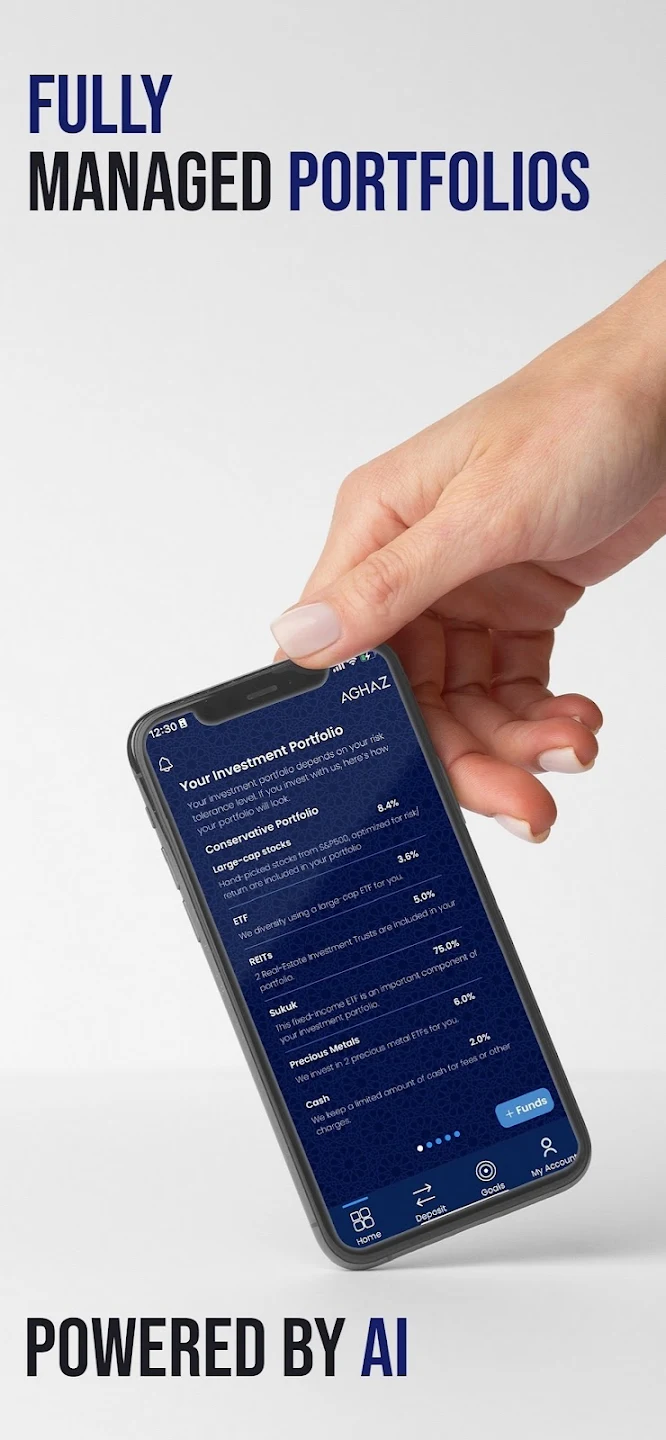 FULLY
MANAGED PORTFOLIOS
12:30
AGHAZ
Your Investment Portfolio
Your investment portfolio depends on your risk
tolerance level. If you invest with us, here's how
your portfolio will look.
Conservative Portfolio
Large-cap stocks 8.4%
Hand-picked stocks from S&P500, optimized for risk/
return are included in your portfolio
ETF 3.6%
We diversity using a large-cap ETF for you.
REITs 5.0%
2 Real-Estate Investment Trusts are included in your
portfolio.
Sukuk 75.0%
This fixed-income ETF is an important component of
your investment portfolio.
Precious Metals 6.0%
We invest in 2 precious metal ETFs for you.
Cash 2.0%
We keep a limited amount of cash for fees or other
charges.
+ Funds
Home Deposit Goals My Account
POWERED BY AI